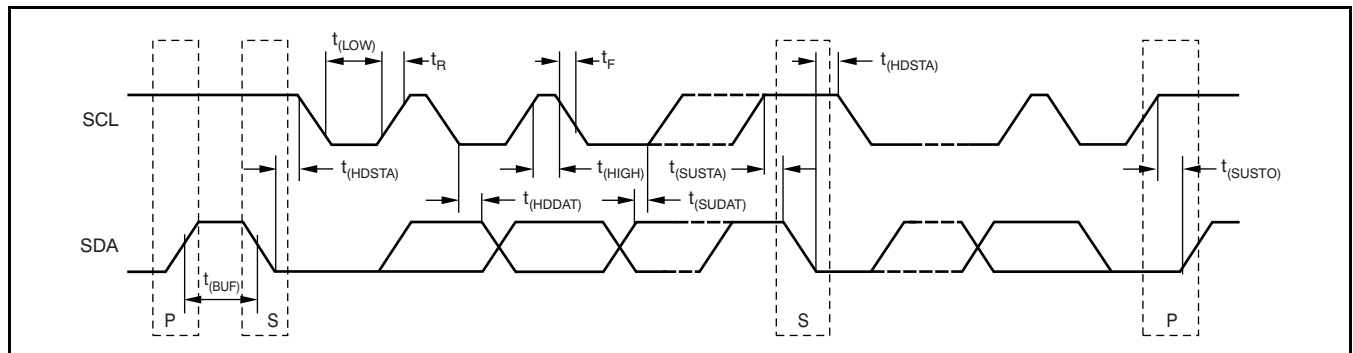 t(LOW)
tR
tF
t(HDSTA)
SCL
t(HDSTA)
t(HDDAT)
t(HIGH)
t(SUSTA)
t(SUDAT)
t(SUSTO)
SDA
t(BUF)
P
S
S
P